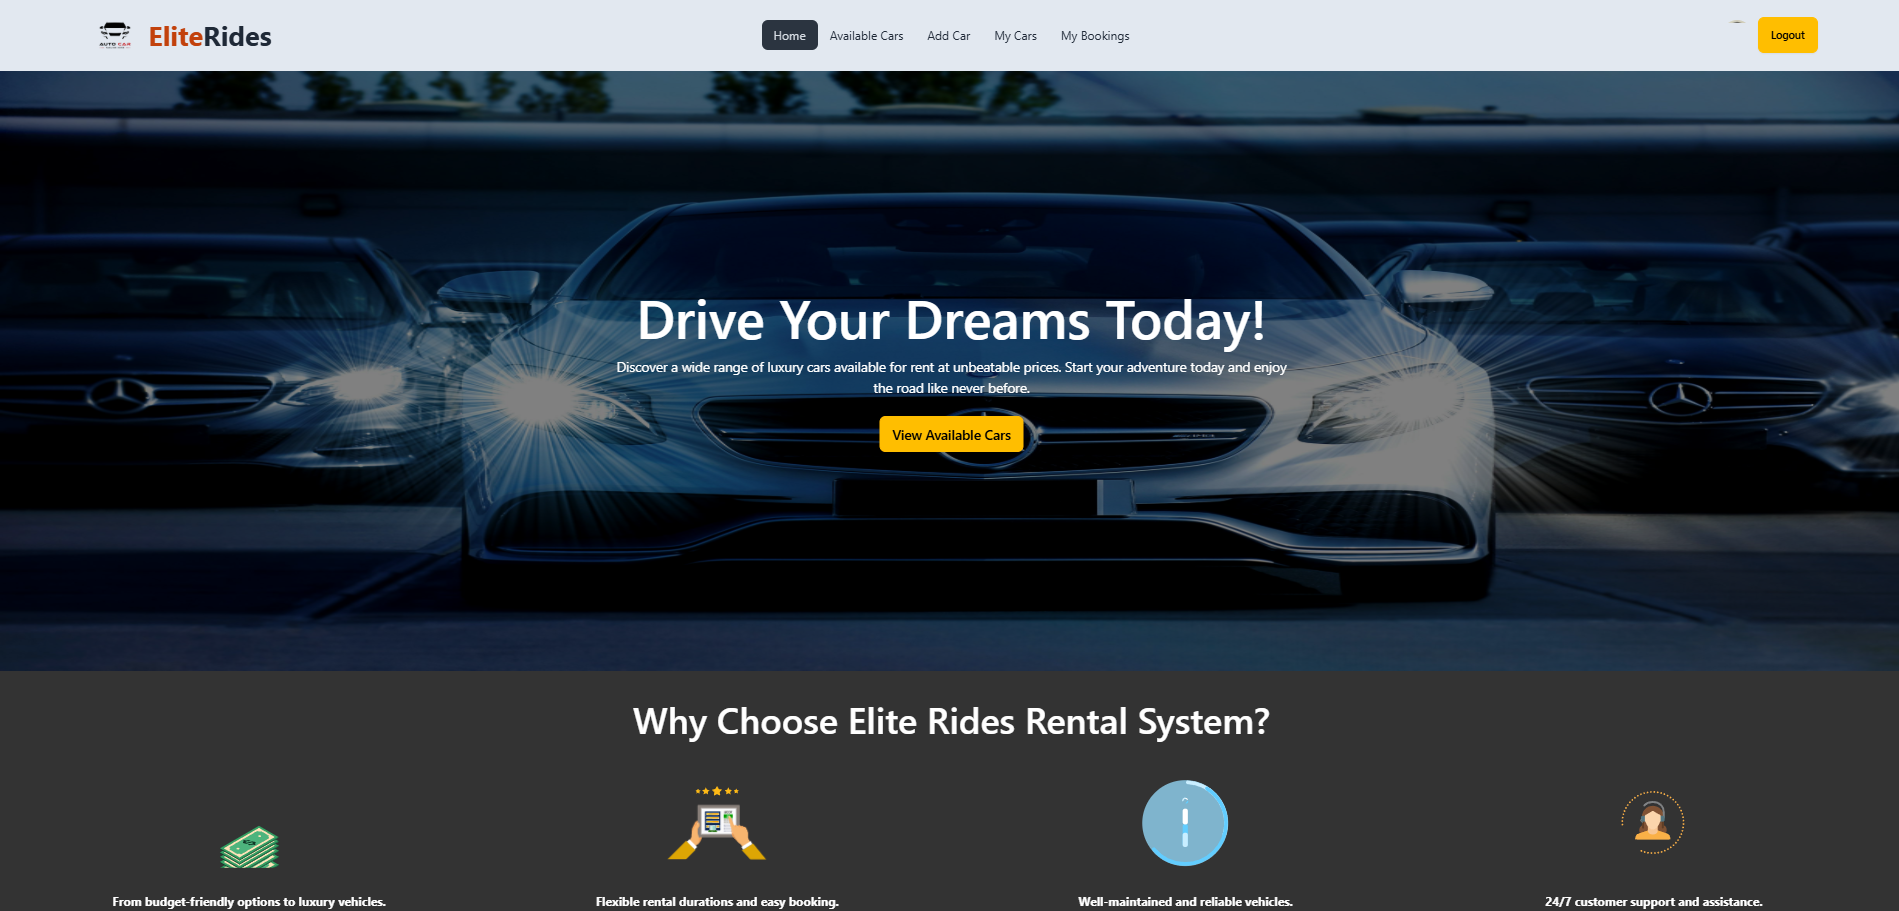 AUTO CAR
EliteRides
Home
Available Cars
Add Car
My Cars
My Bookings
Logout
Drive Your Dreams Today!
Discover a wide range of luxury cars available for rent at unbeatable prices. Start your adventure today and enjoy
the road like never before.
View Available Cars
Why Choose Elite Rides Rental System?
From budget-friendly options to luxury vehicles.
Flexible rental durations and easy booking.
Well-maintained and reliable vehicles.
24/7 customer support and assistance.